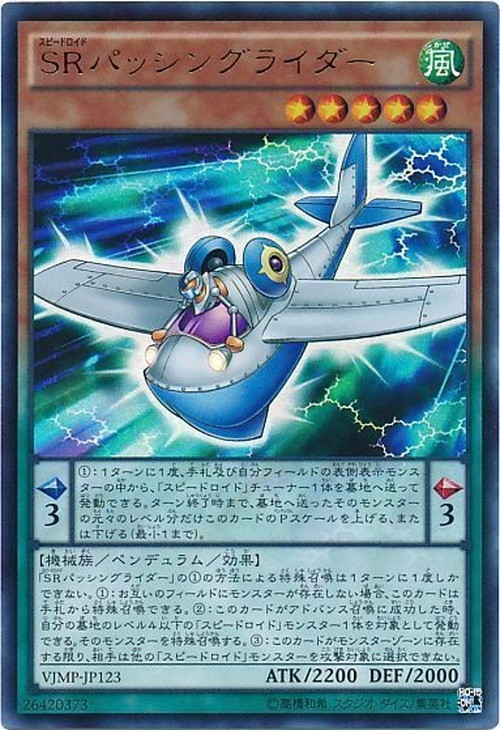 スピードロイド
SRパッシングライダー
かぜ
風
①:1ターンに1度、手札及び自分フィールドの表側表示モンス
ターの中から、「スピードロイド」チューナー1体を墓地へ送って
発動できる。ターン終了時まで、墓地へ送ったそのモンスター
の元々のレベル分だけこのカードのPスケールを上げる、また
は下げる(最小1まで)。
3
3
[機械族/ペンデュラム/効果]
「SRパッシングライダー」の①の方法による特殊召喚は1ターンに1度しか
できない。①:お互いのフィールドにモンスターが存在しない場合、このカードは
手札から特殊召喚できる。②:このカードがアドバンス召喚に成功した時、
自分の墓地のレベル4以下の「スピードロイド」モンスター1体を対象として発動
できる。そのモンスターを特殊召喚する。③:このカードがモンスターゾーンに存在
する限り、相手は他の「スピードロイド」モンスターを攻撃対象に選択できない。
VJMP-JP123
ATK/2200 DEF/2000
26420373
©高橋和希 スタジオ・ダイス/集英社